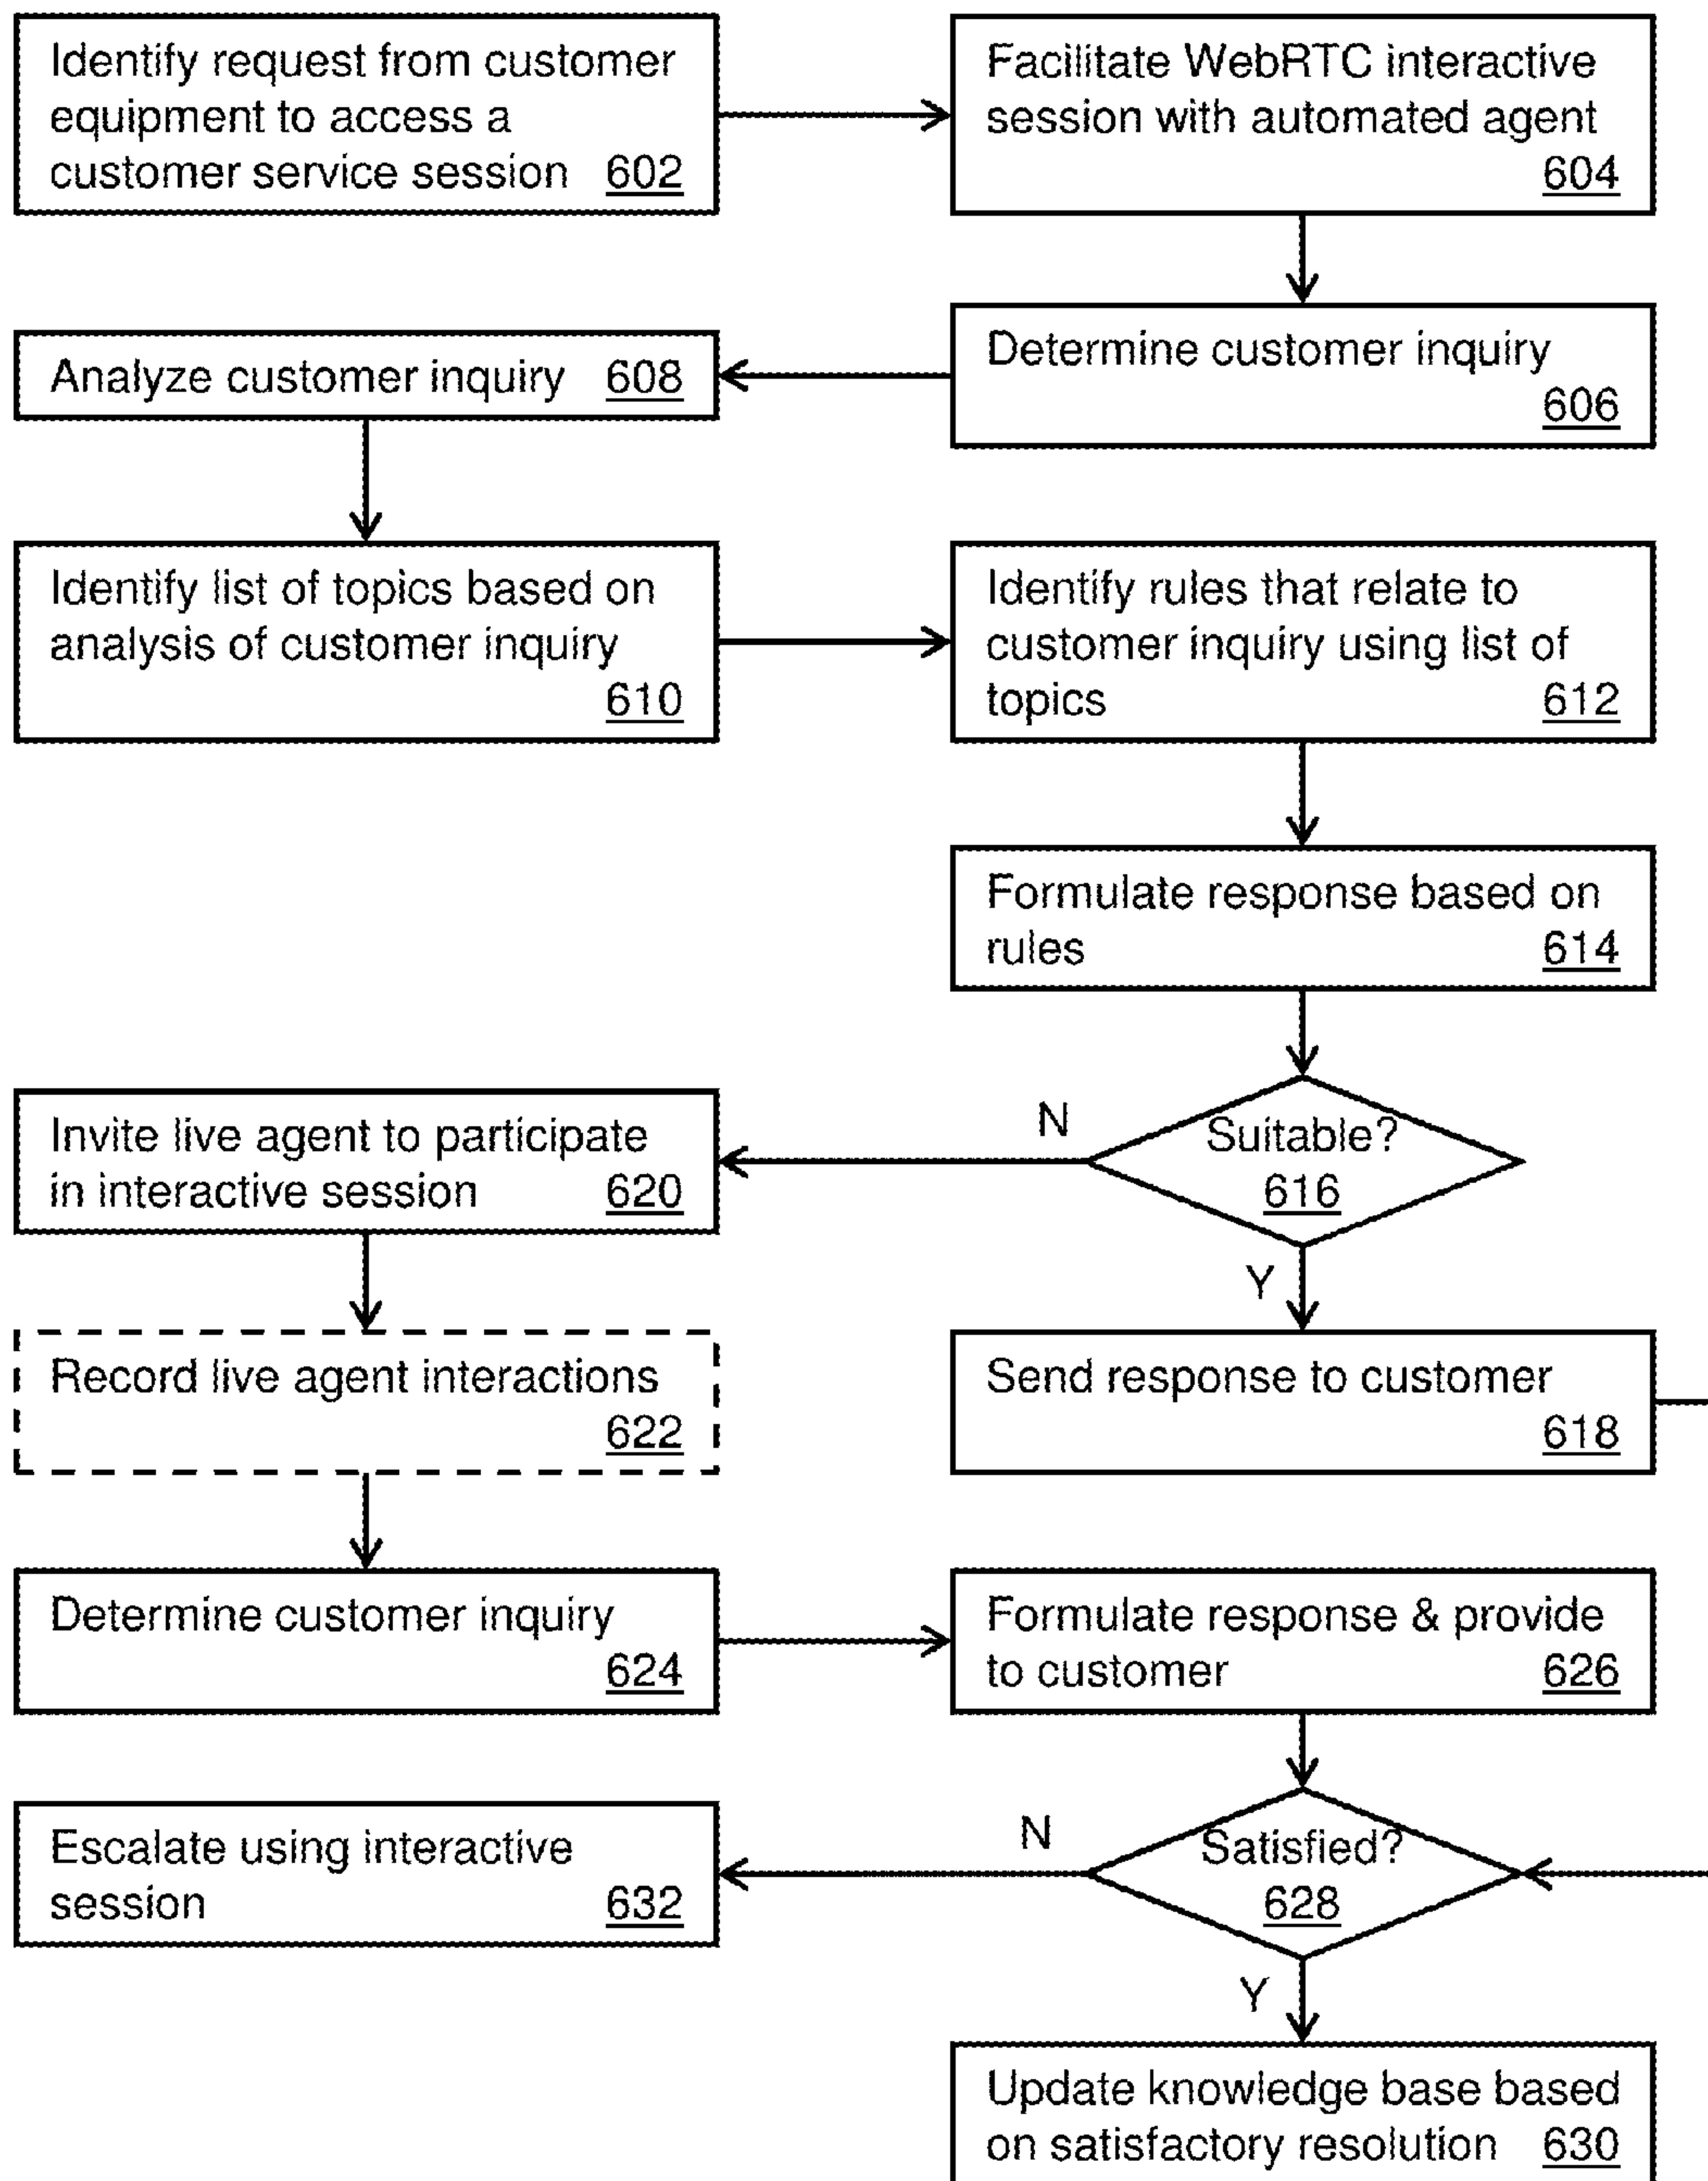 Identify request from customer
equipment to access a
customer service session 602
Facilitate WebRTC interactive
session with automated agent
604
Determine customer inquiry
606
Analyze customer inquiry 608
Identify list of topics based on
analysis of customer inquiry
610
Identify rules that relate to
customer inquiry using list of
topics 612
Formulate response based on
rules 614
Suitable?
616
N
Y
Invite live agent to participate
in interactive session 620
Send response to customer
618
Record live agent interactions
622
Determine customer inquiry
624
Formulate response & provide
to customer 626
Satisfied?
628
N
Y
Escalate using interactive
session 632
Update knowledge base based
on satisfactory resolution 630